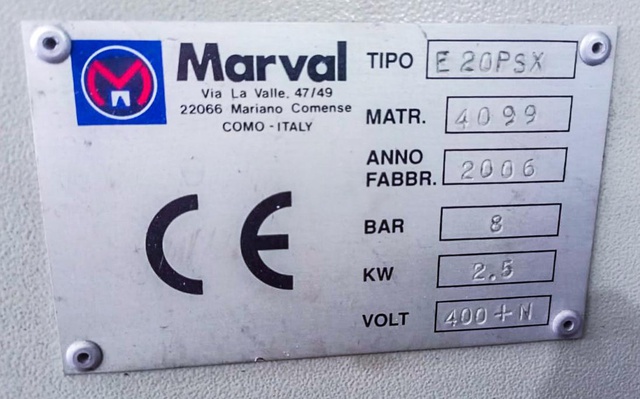 Marval
Via La Valle, 47/49
22066 Mariano Comense
COMO - ITALY
CE
TIPO E20PSX
MATR. 4099
ANNO
FABBR. 2006
BAR 8
KW 2.5
VOLT 400+N